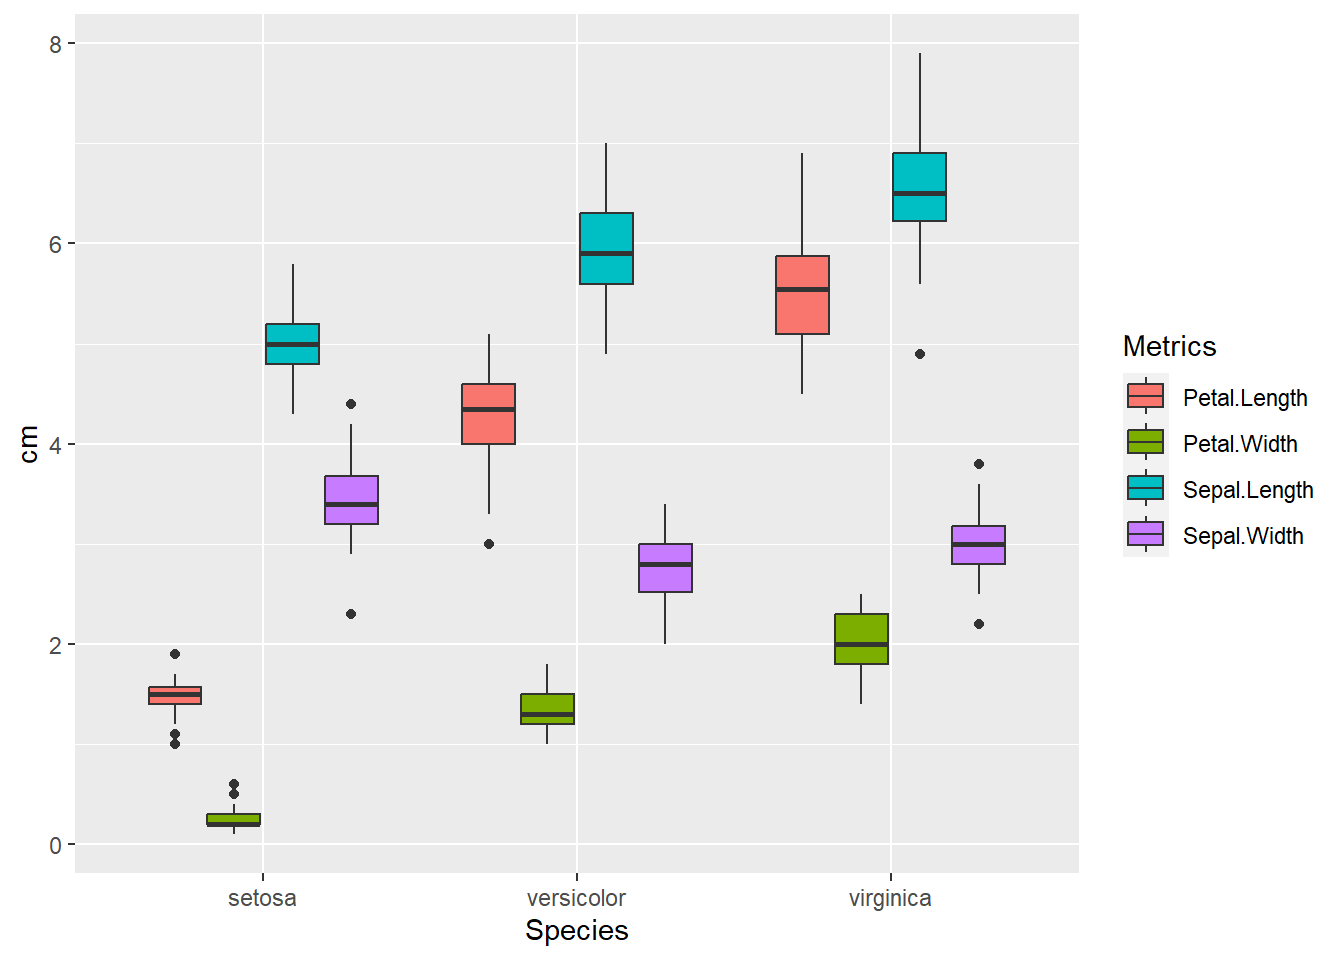 8
6
4
2
0
cm
setosa
versicolor
virginica
Species
Metrics
Petal.Length
Petal.Width
Sepal.Length
Sepal.Width